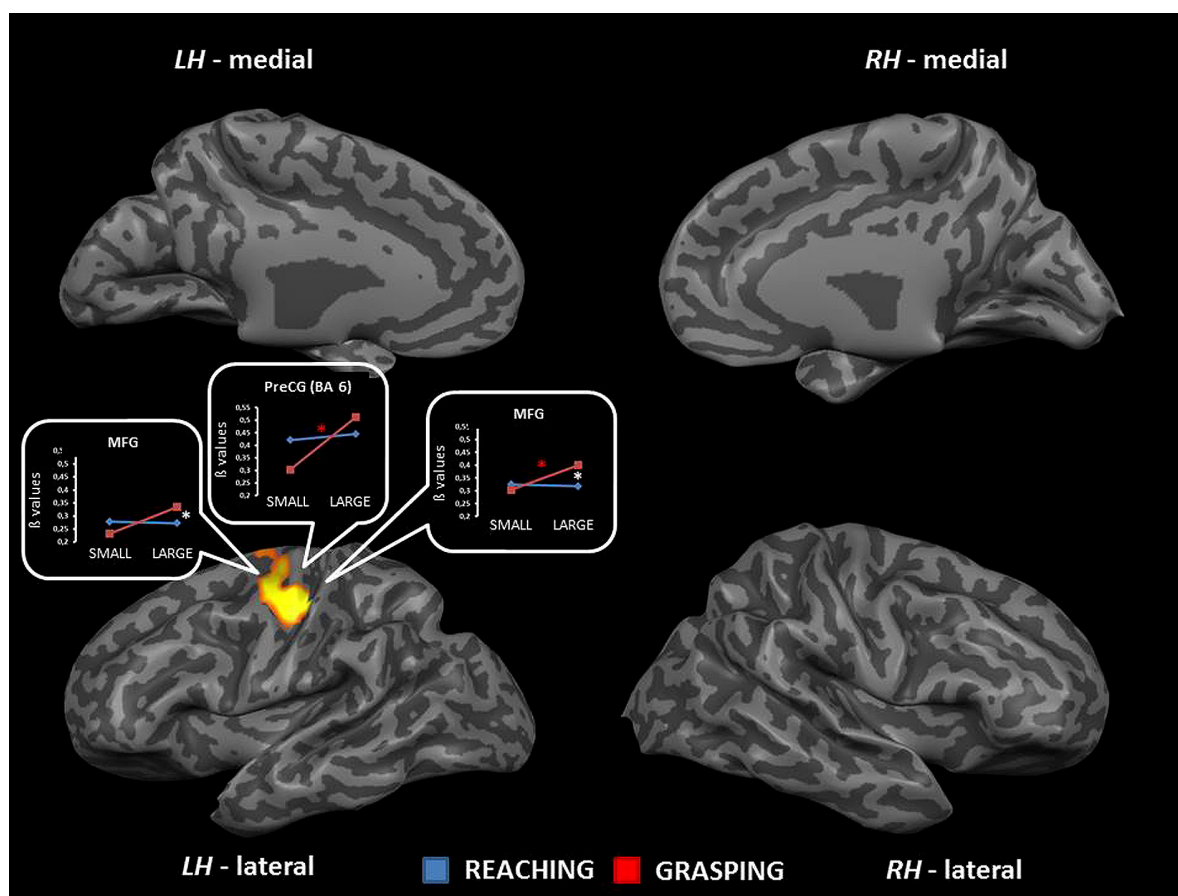 LH - medial
RH - medial
PreCG (BA 6)
ß values
0,55
0,5
0,45
0,4
0,35
0,3
0,25
0,2
SMALL LARGE
MFG
ß values
0,5
0,45
0,4
0,35
0,3
0,25
0,2
SMALL LARGE
*
MFG
ß values
0,5
0,45
0,4
0,35
0,3
0,25
0,2
SMALL LARGE
*
*
*
LH - lateral
REACHING
GRASPING
RH - lateral